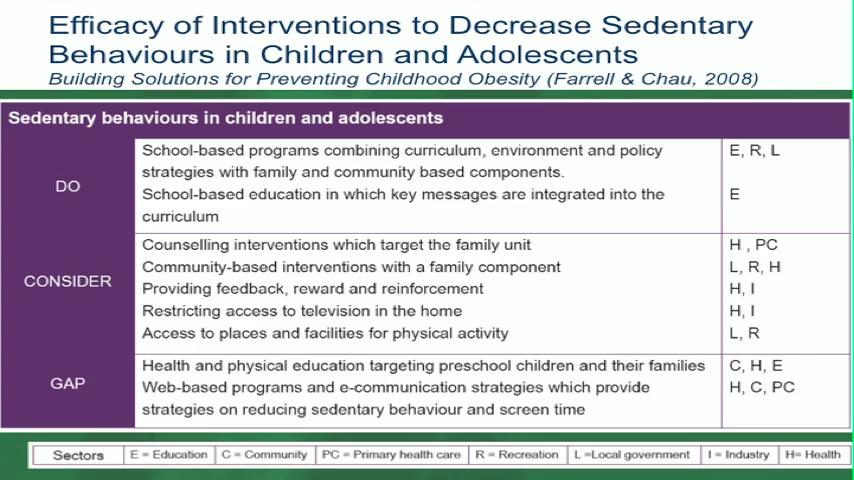 Efficacy of Interventions to Decrease Sedentary
Behaviours in Children and Adolescents
Building Solutions for Preventing Childhood Obesity (Farrell & Chau, 2008)
Sedentary behaviours in children and adolescents
DO
School-based programs combining curriculum, environment and policy E, R, L
strategies with family and community based components.
School-based education in which key messages are integrated into the E
curriculum
CONSIDER
Counselling interventions which target the family unit H , PC
Community-based interventions with a family component L, R, H
Providing feedback, reward and reinforcement H, I
Restricting access to television in the home H, I
Access to places and facilities for physical activity L, R
GAP
Health and physical education targeting preschool children and their families C, H, E
Web-based programs and e-communication strategies which provide H, C, PC
strategies on reducing sedentary behaviour and screen time
Sectors E = Education C = Community PC = Primary health care R = Recreation L =Local government I = Industry H= Health